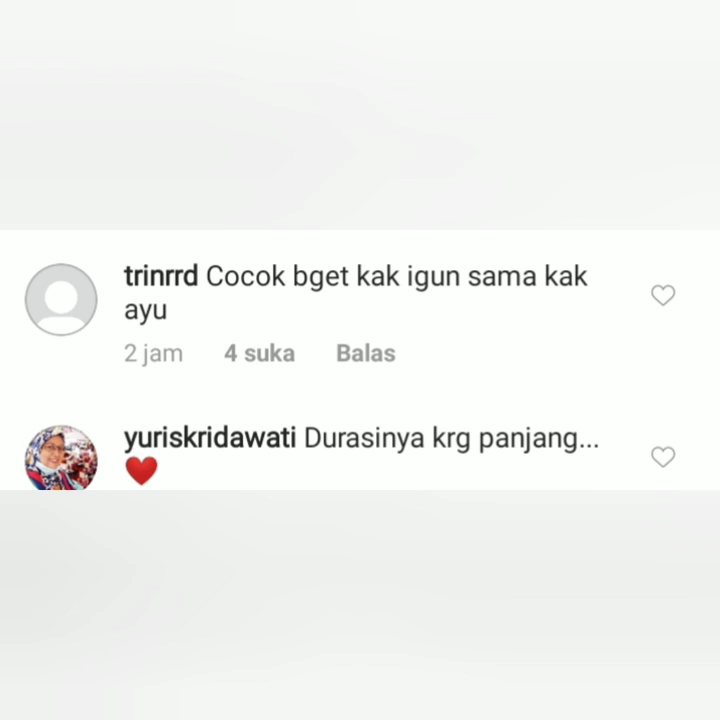 trinrrd Cocok bget kak igun sama kak
ayu
2 jam 4 suka Balas
yuriskridawati Durasinya krg panjang...
❤️